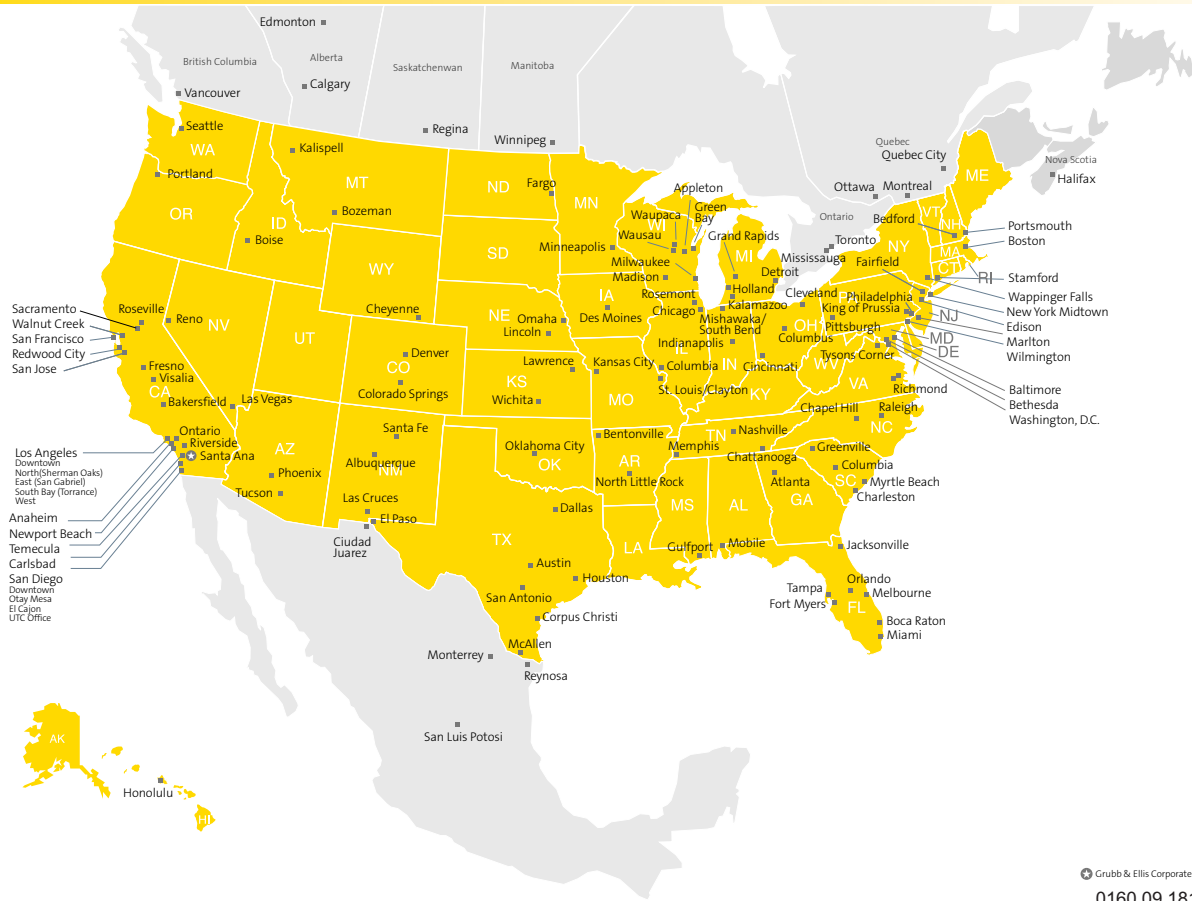 Edmonton
British Columbia
Alberta
Saskatchewan
Manitoba
Calgary
Vancouver
Regina
Winnipeg
Quebec
Quebec City
Nova Scotia
Halifax
Ottawa
Montreal
Ontario
Toronto
Mississauga
Seattle
WA
Portland
OR
Kalispell
MT
Bozeman
ID
Boise
WY
Cheyenne
ND
Fargo
SD
MN
Minneapolis
Appleton
Waupaca
Green
Bay
WI
Wausau
Milwaukee
Madison
Grand Rapids
MI
Detroit
Holland
Kalamazoo
Rosemont
Chicago
Mishawaka/
South Bend
Cleveland
Indianapolis
IL
IN
OH
Columbus
Cincinnati
ME
VT
NH
Bedford
Portsmouth
Boston
MA
CT
RI
NY
Fairfield
Stamford
Wappinger Falls
New York Midtown
Edison
Marlton
Wilmington
PA
Philadelphia
King of Prussia
Pittsburgh
NJ
MD
DE
Tysons Corner
WV
VA
Richmond
Baltimore
Bethesda
Washington, D.C.
Sacramento
Walnut Creek
San Francisco
Redwood City
San Jose
Roseville
Reno
NV
UT
Fresno
Visalia
CA
Bakersfield
Las Vegas
Denver
CO
Colorado Springs
NE
Omaha
Lincoln
IA
Des Moines
Lawrence
Kansas City
KS
Wichita
MO
Columbia
St. Louis/Clayton
KY
Chapel Hill
Raleigh
NC
Ontario
Riverside
Santa Ana
Los Angeles
Downtown
North(Sherman Oaks)
East (San Gabriel)
South Bay (Torrance)
West
Anaheim
Newport Beach
Temecula
Carlsbad
San Diego
Downtown
Otay Mesa
El Cajon
UTC Office
AZ
Phoenix
Tucson
Santa Fe
Albuquerque
NM
Las Cruces
El Paso
Ciudad
Juarez
Oklahoma City
OK
Bentonville
AR
North Little Rock
TN
Nashville
Memphis
Chattanooga
Greenville
Columbia
SC
Myrtle Beach
Charleston
Atlanta
GA
MS
AL
TX
Dallas
LA
Gulfport
Mobile
Jacksonville
Austin
Houston
San Antonio
Corpus Christi
McAllen
Monterrey
Reynosa
San Luis Potosi
Tampa
Orlando
Melbourne
Fort Myers
FL
Boca Raton
Miami
AK
Honolulu
HI
Grubb & Ellis Corporate
0160.09.181